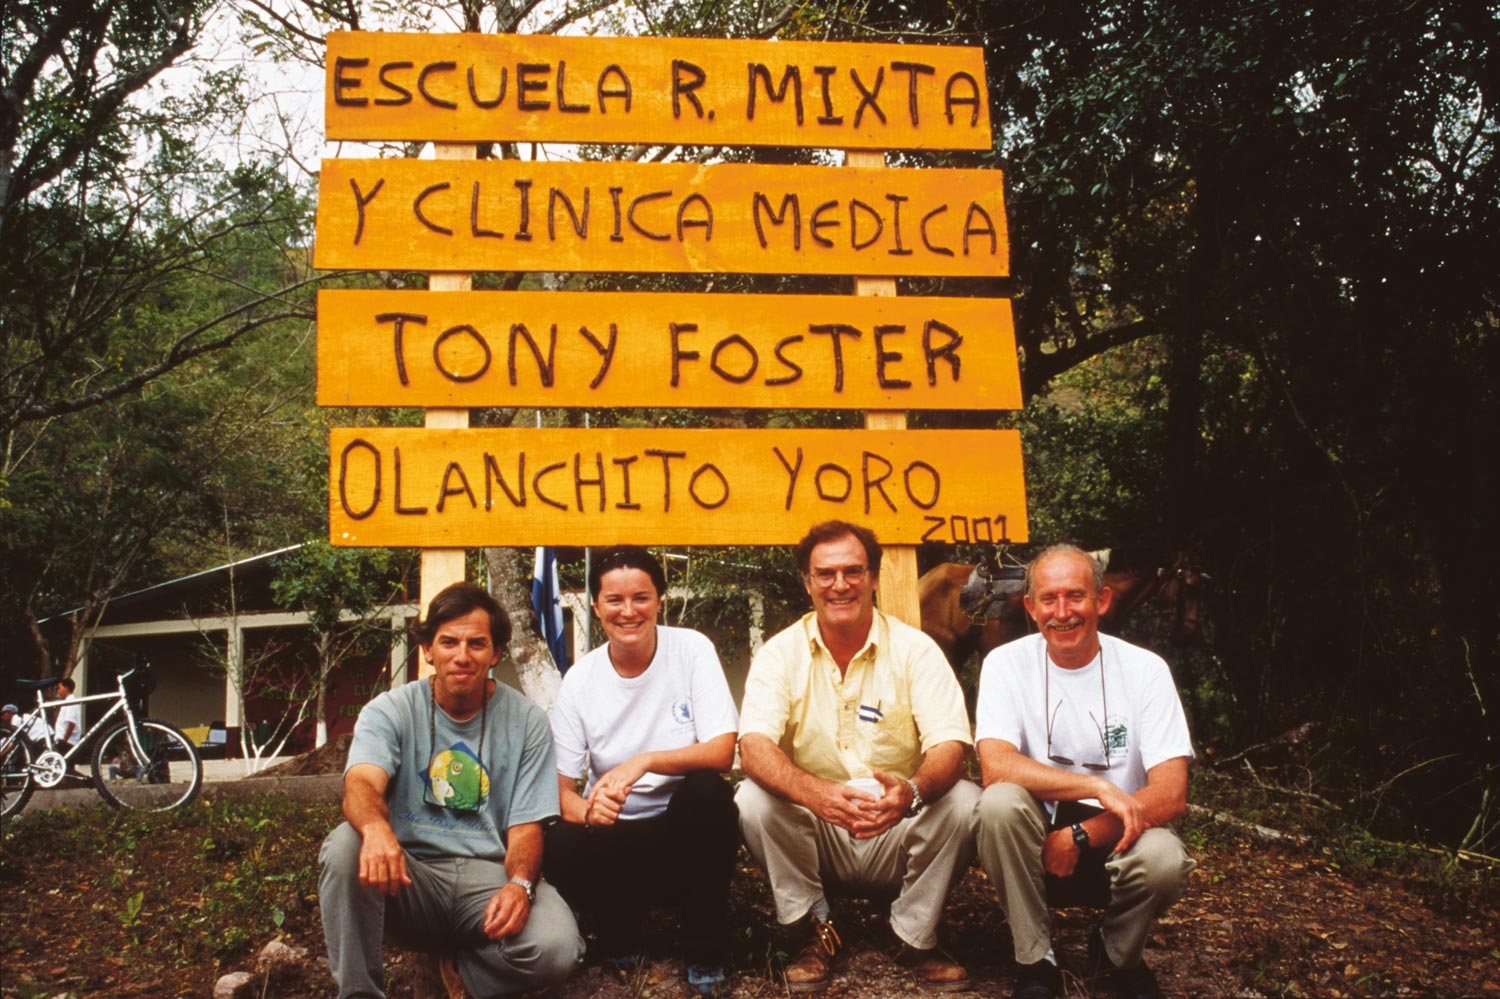 ESCUELA R. MIXTA
Y CLINICA MEDICA
TONY FOSTER
OLANCHITO YORO
2001